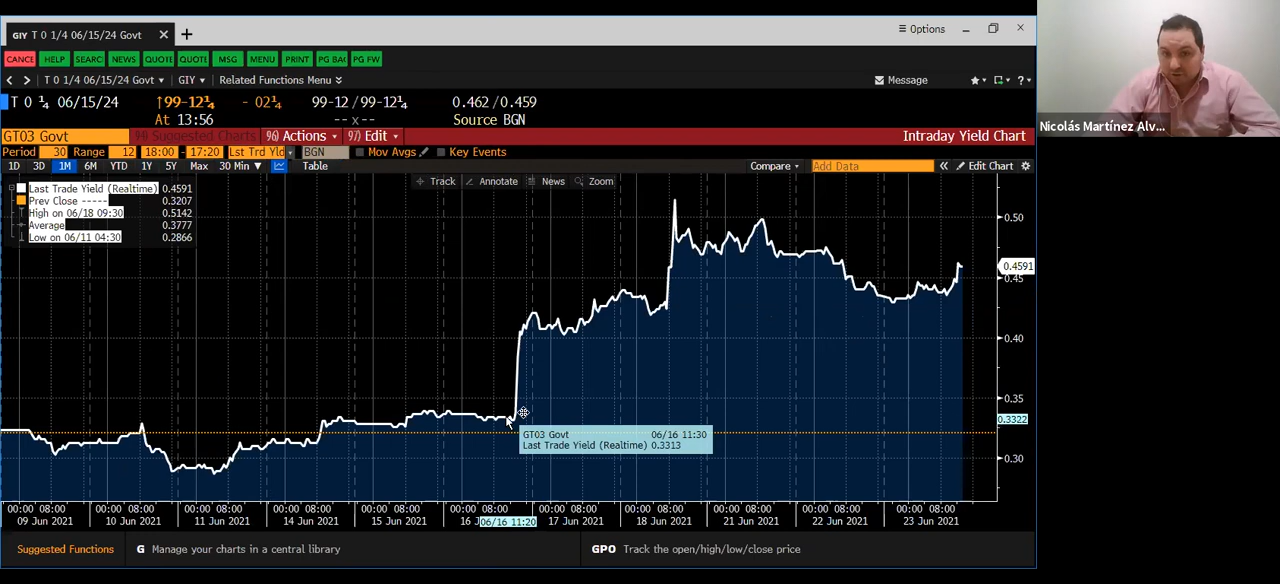 GIY T 0 1/4 06/15/24 Govt
Options
CANCE HELP SEARC NEWS QUOTE QUOTI MSG MENU PRINT PG BAC PG FW
T 0 1/4 06/15/24 Govt GIY Related Functions Menu Message
T 0 ¼ 06/15/24 ↑99-12¼ - 02¼ 99-12 / 99-12¼ 0.462 / 0.459
At 13:56 -- x -- Source BGN
GT03 Govt 94) Suggested Charts 96) Actions 97) Edit Intraday Yield Chart
Period 30 Range 12 18:00 - 17:20 Lst Trd Yld BGN Mov Avgs Key Events
1D 3D 1M 6M YTD 1Y 5Y Max 30 Min ▼ Table Compare Add Data « Edit Chart
Track Annotate News Zoom
Last Trade Yield (Realtime) 0.4591
Prev Close ----- 0.3207
High on 06/18 09:30 0.5142
Average 0.3777
Low on 06/11 04:30 0.2866
0.50
0.4591
0.45
0.40
0.35
0.3322
0.30
GT03 Govt 06/16 11:30
Last Trade Yield (Realtime) 0.3313
00:00 08:00 00:00 08:00 00:00 08:00 00:00 08:00 00:00 08:00 00:00 08:00 00:00 08:00 00:00 08:00 00:00 08:00 00:00 08:00 00:00 08:00
09 Jun 2021 10 Jun 2021 11 Jun 2021 14 Jun 2021 15 Jun 2021 16 J 06/16 11:20 17 Jun 2021 18 Jun 2021 21 Jun 2021 22 Jun 2021 23 Jun 2021
Suggested Functions G Manage your charts in a central library GPO Track the open/high/low/close price
Nicolás Martínez Alv...